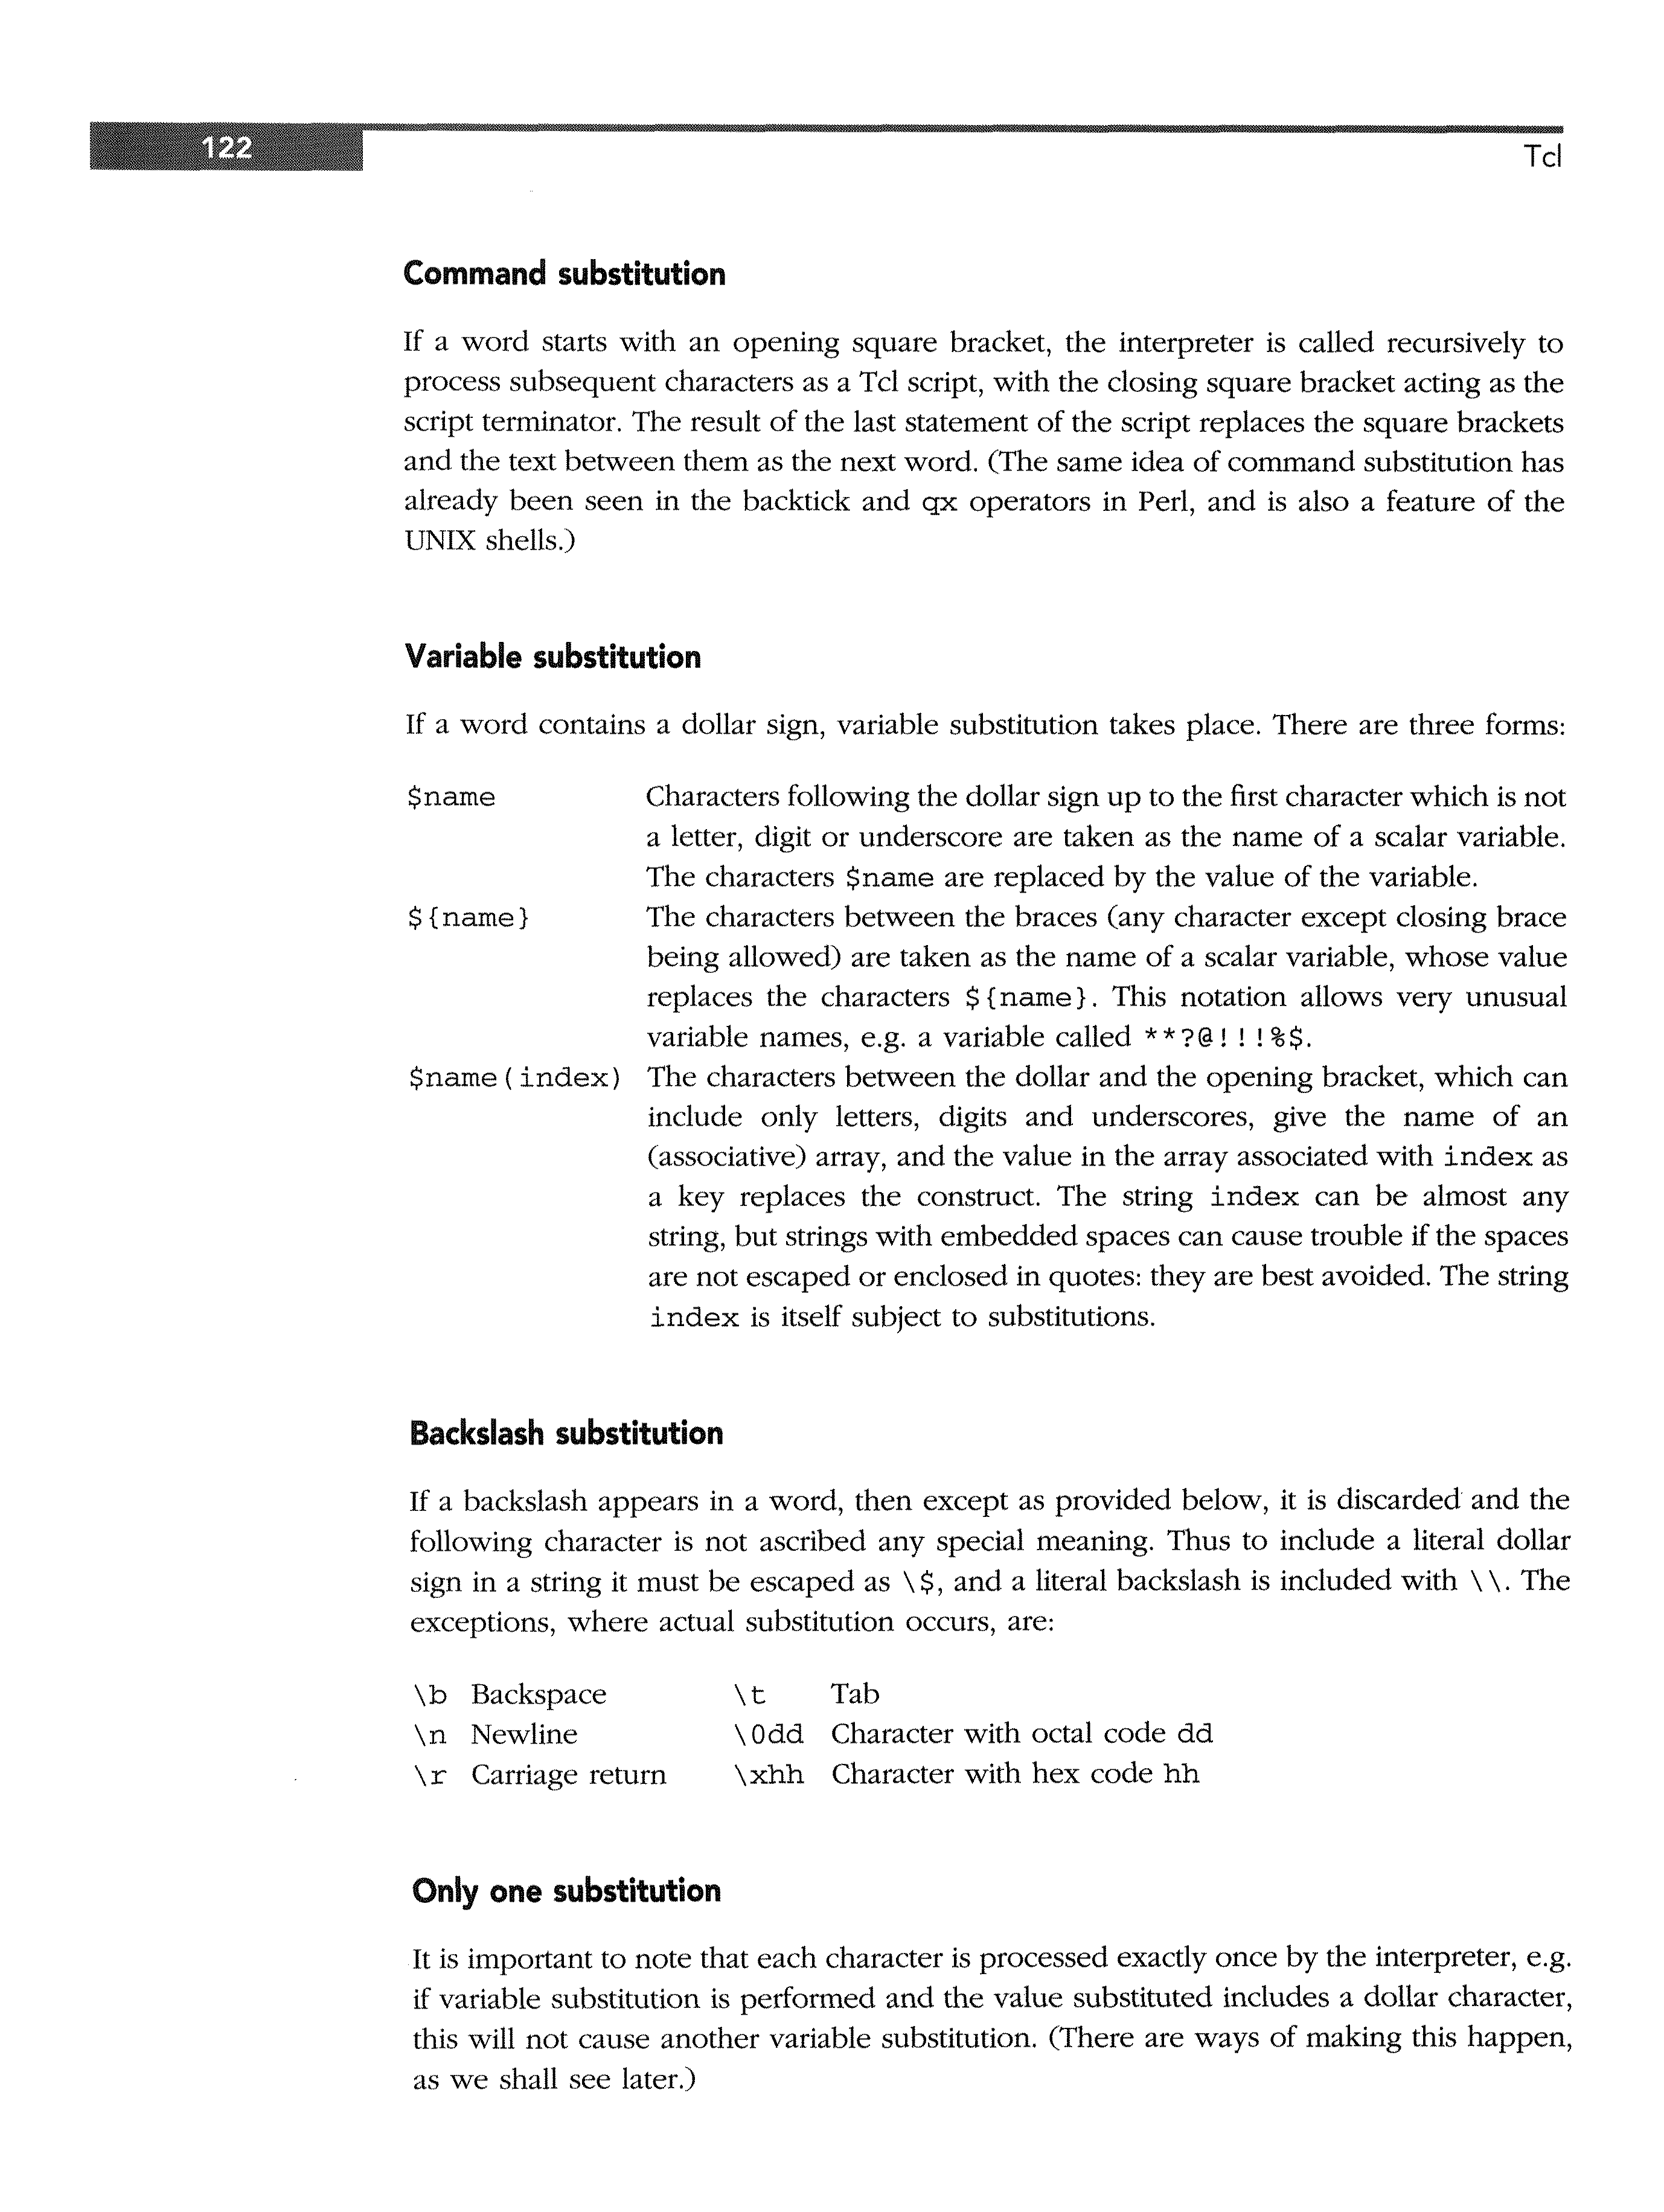 122
Tcl
Command substitution
If a word starts with an opening square bracket, the interpreter is called recursively to
process subsequent characters as a Tcl script, with the closing square bracket acting as the
script terminator. The result of the last statement of the script replaces the square brackets
and the text between them as the next word. (The same idea of command substitution has
already been seen in the backtick and qx operators in Perl, and is also a feature of the
UNIX shells.)
Variable substitution
If a word contains a dollar sign, variable substitution takes place. There are three forms:
$name Characters following the dollar sign up to the first character which is not
a letter, digit or underscore are taken as the name of a scalar variable.
The characters $name are replaced by the value of the variable.
${name} The characters between the braces (any character except closing brace
being allowed) are taken as the name of a scalar variable, whose value
replaces the characters ${name}. This notation allows very unusual
variable names, e.g. a variable called **?@!!!%$.
$name(index) The characters between the dollar and the opening bracket, which can
include only letters, digits and underscores, give the name of an
(associative) array, and the value in the array associated with index as
a key replaces the construct. The string index can be almost any
string, but strings with embedded spaces can cause trouble if the spaces
are not escaped or enclosed in quotes: they are best avoided. The string
index is itself subject to substitutions.
Backslash substitution
If a backslash appears in a word, then except as provided below, it is discarded and the
following character is not ascribed any special meaning. Thus to include a literal dollar
sign in a string it must be escaped as \$, and a literal backslash is included with \\. The
exceptions, where actual substitution occurs, are:
\b Backspace \t Tab
\n Newline \0dd Character with octal code dd
\r Carriage return \xhh Character with hex code hh
Only one substitution
It is important to note that each character is processed exactly once by the interpreter, e.g.
if variable substitution is performed and the value substituted includes a dollar character,
this will not cause another variable substitution. (There are ways of making this happen,
as we shall see later.)